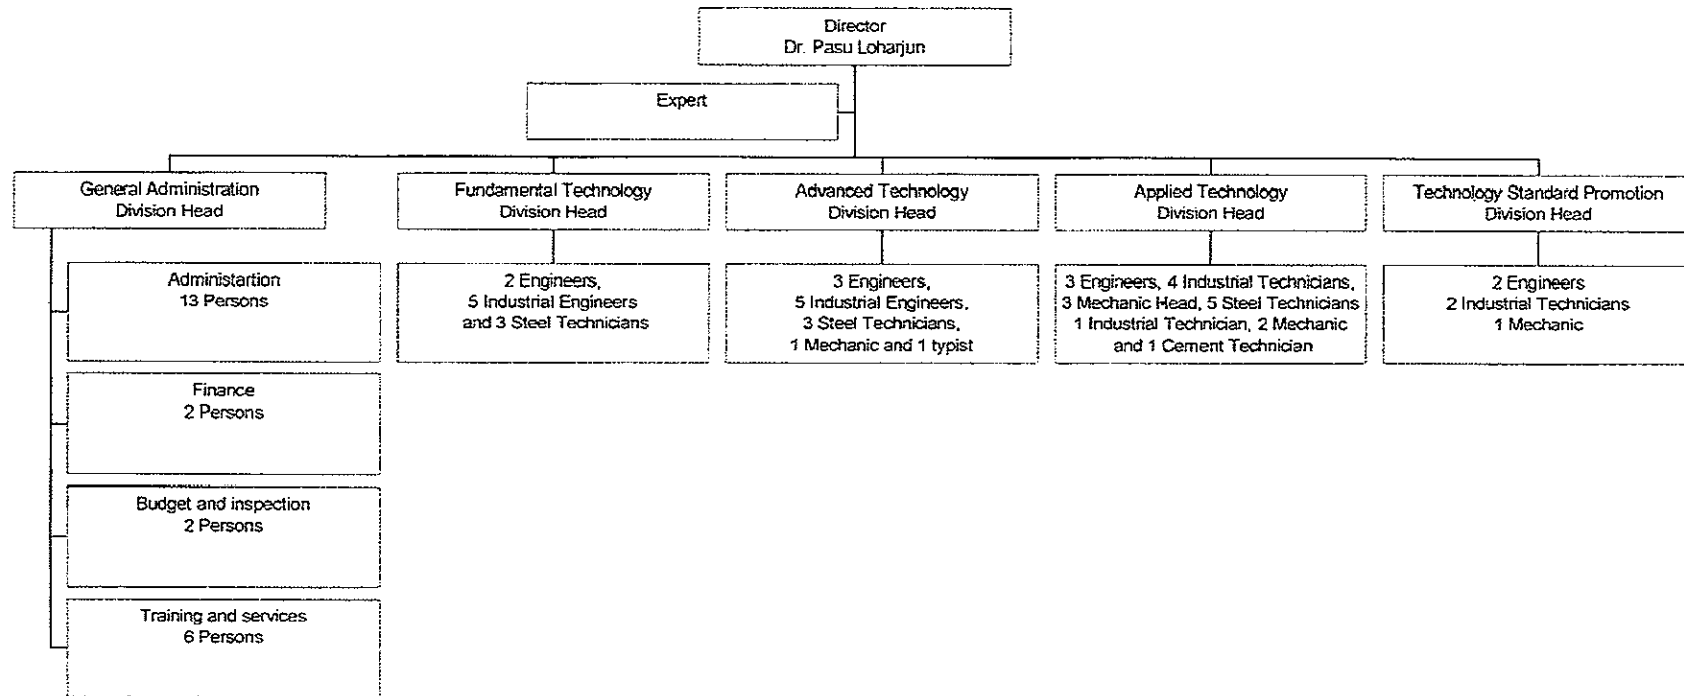 Director
Dr. Pasu Loharjun
Expert
General Administration
Division Head
Fundamental Technology
Division Head
Advanced Technology
Division Head
Applied Technology
Division Head
Technology Standard Promotion
Division Head
Administartion
13 Persons
2 Engineers,
5 Industrial Engineers
and 3 Steel Technicians
3 Engineers,
5 Industrial Engineers,
3 Steel Technicians,
1 Mechanic and 1 typist
3 Engineers, 4 Industrial Technicians,
3 Mechanic Head, 5 Steel Technicians
1 Industrial Technician, 2 Mechanic
and 1 Cement Technician
2 Engineers
2 Industrial Technicians
1 Mechanic
Finance
2 Persons
Budget and inspection
2 Persons
Training and services
6 Persons